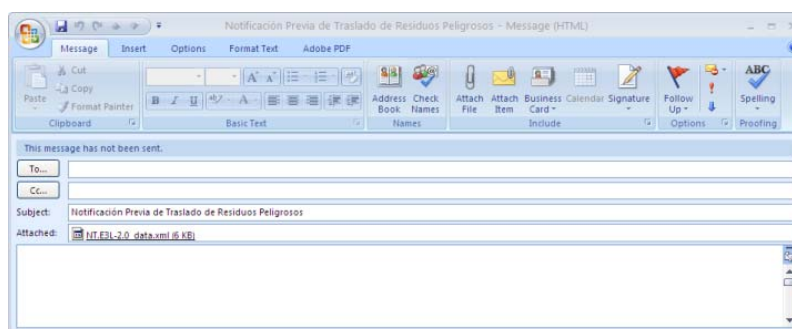 Notificación Previa de Traslado de Residuos Peligrosos - Message (HTML)
Message Insert Options Format Text Adobe PDF
Cut
Copy
Paste
Format Painter
Clipboard
B I U
Basic Text
Address Book
Check Names
Names
Attach File
Attach Item
Business Card
Calendar
Signature
Include
Follow Up
Options
ABC
Spelling
Proofing
This message has not been sent.
To...
Cc...
Subject: Notificación Previa de Traslado de Residuos Peligrosos
Attached: NT.E3L-2.0_data.xml (6 KB)